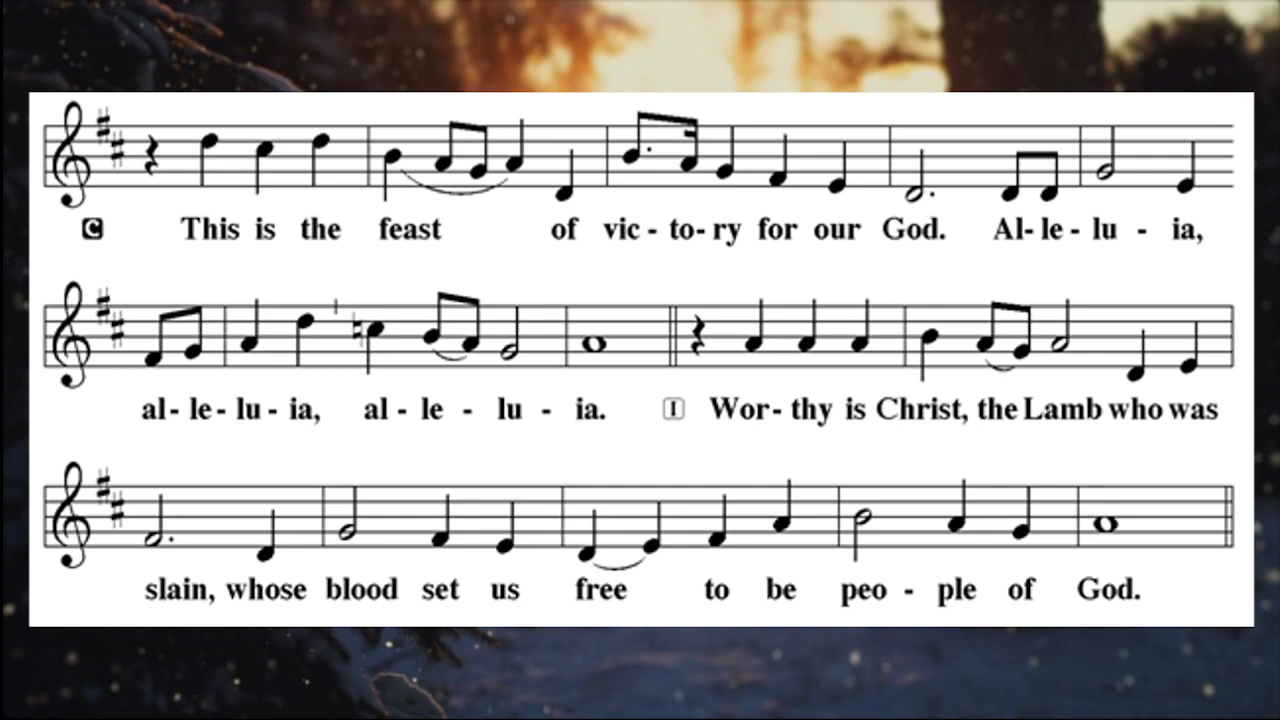 C This is the feast of vic - to - ry for our God. Al - le - lu - ia,
al - le - lu - ia, al - le - lu - ia. I Wor - thy is Christ, the Lamb who was
slain, whose blood set us free to be peo - ple of God.